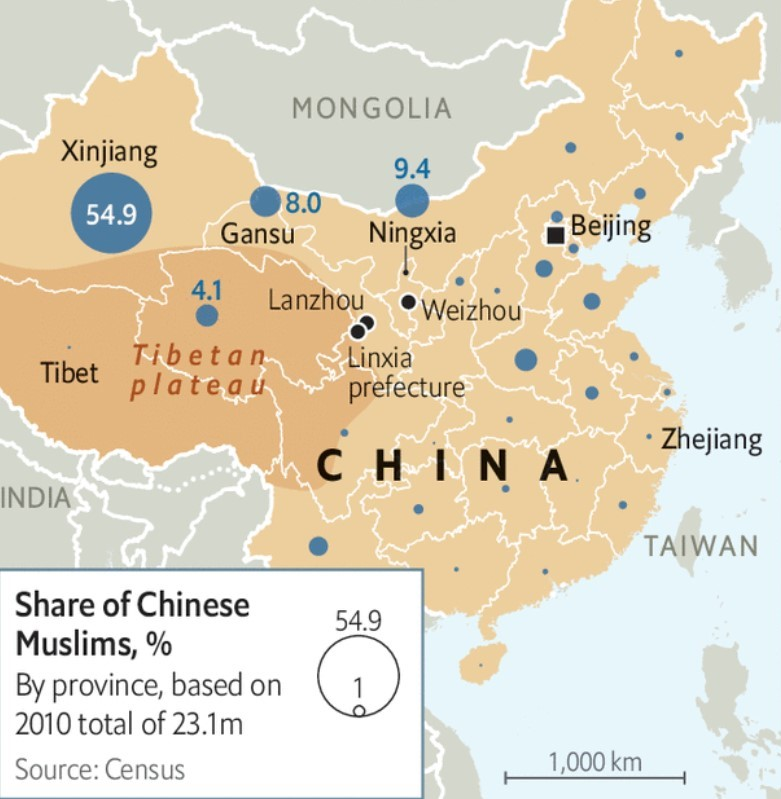 MONGOLIA
Xinjiang
54.9
8.0
Gansu
9.4
Ningxia
Beijing
4.1
Lanzhou
Weizhou
Tibetan
plateau
Tibet
Linxia
prefecture
CHINA
Zhejiang
INDIA
TAIWAN
Share of Chinese
Muslims, %
By province, based on
2010 total of 23.1m
Source: Census
54.9
1
1,000 km